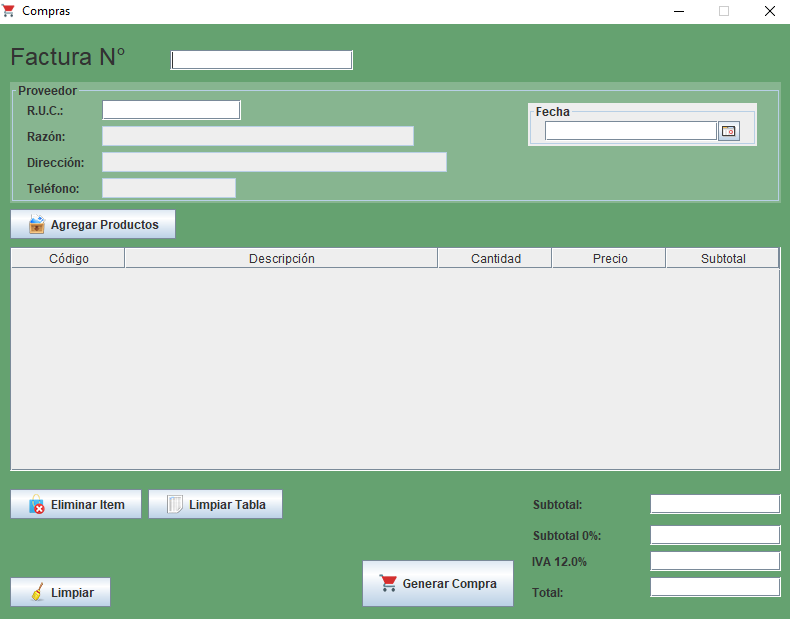 Compras
Factura N°
Proveedor
R.U.C.:
Fecha
Razón:
Dirección:
Teléfono:
Agregar Productos
Código Descripción Cantidad Precio Subtotal
Eliminar Item Limpiar Tabla
Subtotal:
Subtotal 0%:
IVA 12.0%
Generar Compra
Limpiar
Total: